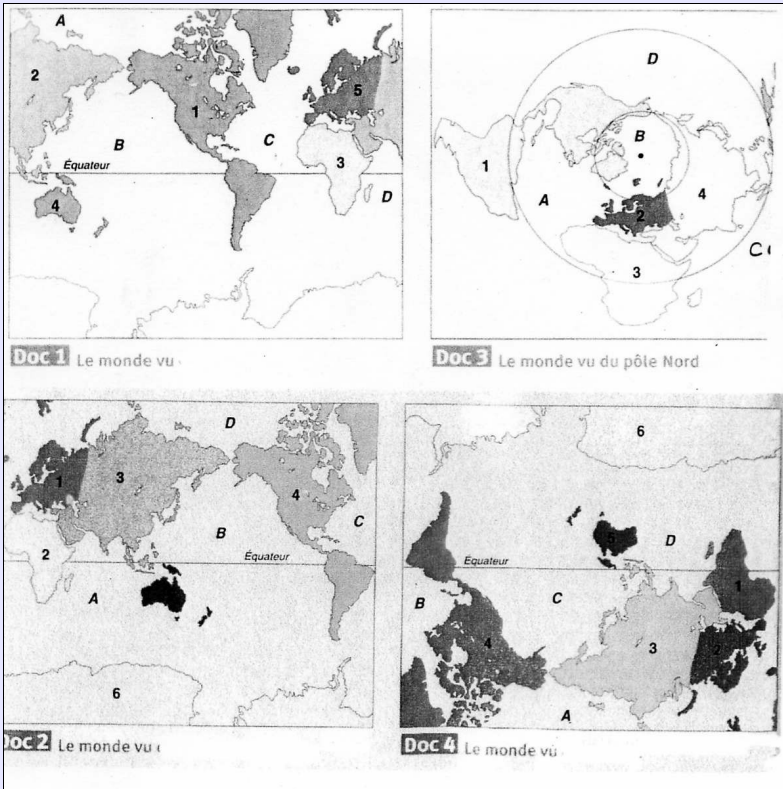 A
2
5
1
B
C
Équateur
3
4
D
Doc 1 Le monde vu
D
B
1
4
A
2
C
3
Doc 3 Le monde vu du pôle Nord
D
1
3
4
B
C
2
Équateur
A
6
Doc 2 Le monde vu
6
5
D
Équateur
1
B
C
4
3
2
A
Doc 4 Le monde vu